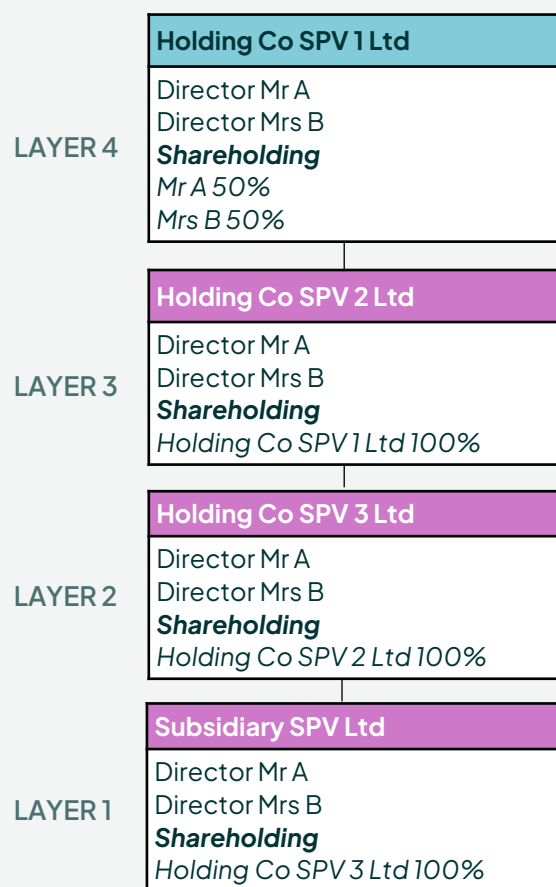 Holding Co SPV 1 Ltd
LAYER 4
Director Mr A
Director Mrs B
Shareholding
Mr A 50%
Mrs B 50%
Holding Co SPV 2 Ltd
LAYER 3
Director Mr A
Director Mrs B
Shareholding
Holding Co SPV 1 Ltd 100%
Holding Co SPV 3 Ltd
LAYER 2
Director Mr A
Director Mrs B
Shareholding
Holding Co SPV 2 Ltd 100%
Subsidiary SPV Ltd
LAYER 1
Director Mr A
Director Mrs B
Shareholding
Holding Co SPV 3 Ltd 100%